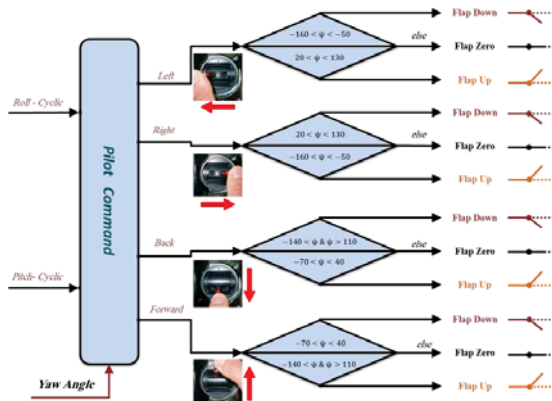 Flap Down
−160 < ψ < −50
else
Flap Zero
20 < ψ < 130
Left
Flap Up
Roll - Cyclic
Flap Down
Right
20 < ψ < 130
else
Flap Zero
−160 < ψ < −50
Flap Up
Pilot Command
Flap Down
Back
−140 < ψ & ψ > 110
else
Flap Zero
−70 < ψ < 40
Pitch- Cyclic
Flap Up
Forward
Flap Down
−70 < ψ < 40
else
Flap Zero
−140 < ψ & ψ > 110
Flap Up
Yaw Angle